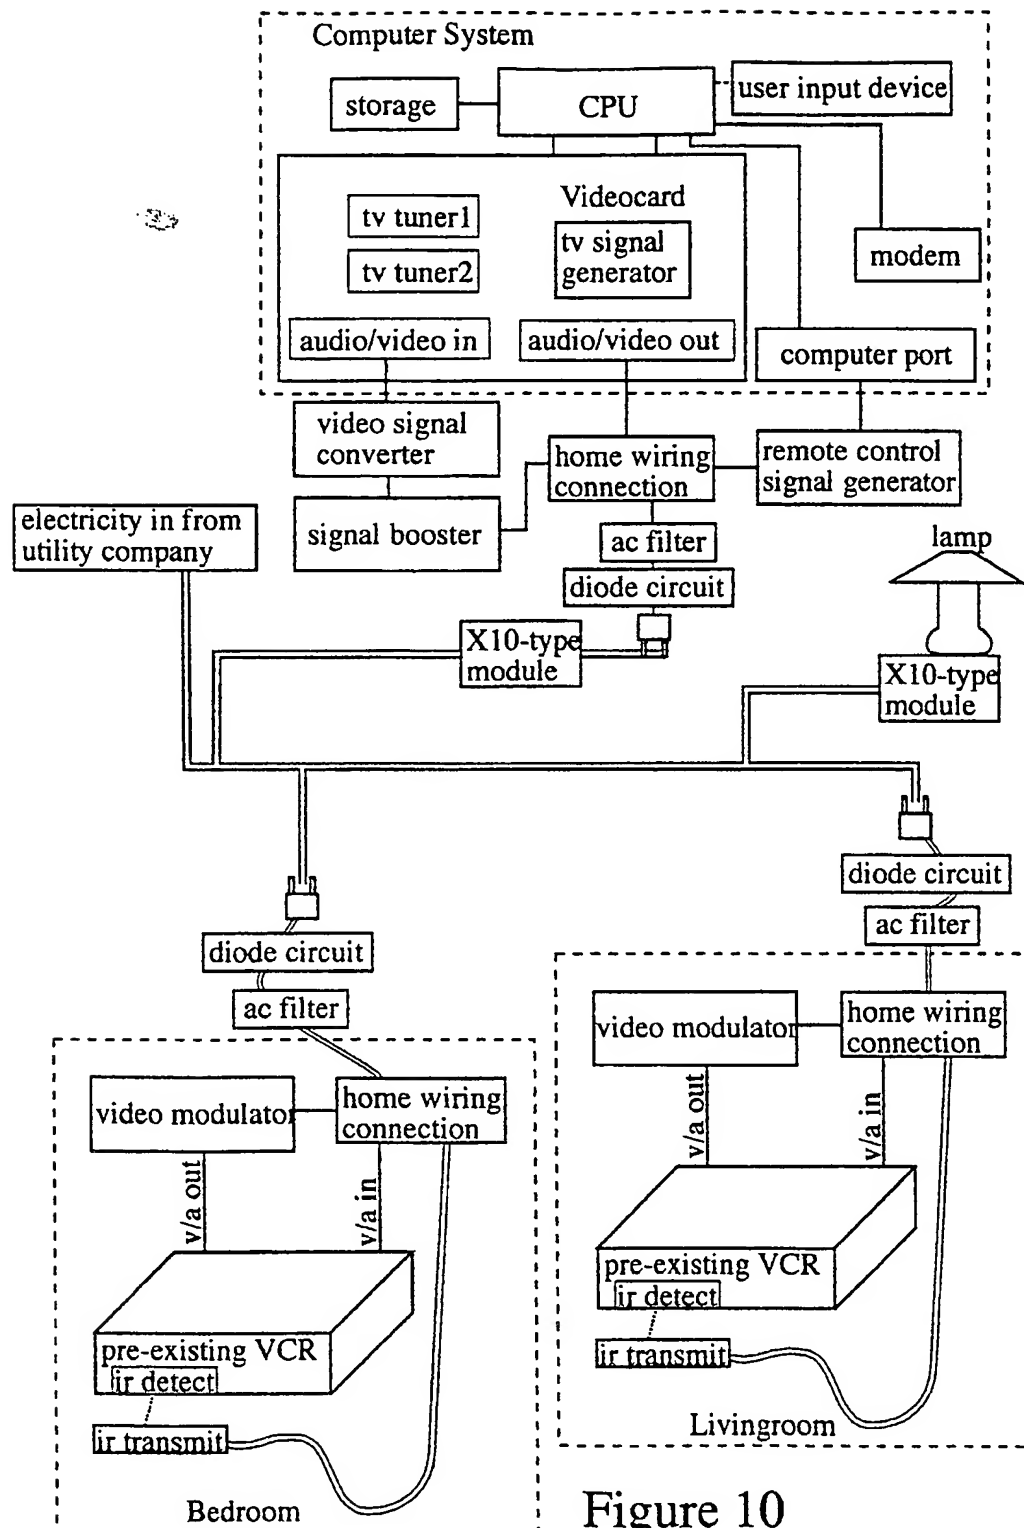 Computer System
storage
CPU
user input device
Videocard
tv tuner1
tv signal
generator
tv tuner2
modem
audio/video in
audio/video out
computer port
video signal
converter
home wiring
connection
remote control
signal generator
electricity in from
utility company
signal booster
ac filter
lamp
diode circuit
X10-type
module
X10-type
module
diode circuit
ac filter
diode circuit
ac filter
video modulator
home wiring
connection
v/a out
v/a in
video modulator
home wiring
connection
v/a out
v/a in
pre-existing VCR
ir detect
ir transmit
pre-existing VCR
ir detect
ir transmit
Livingroom
Bedroom
Figure 10